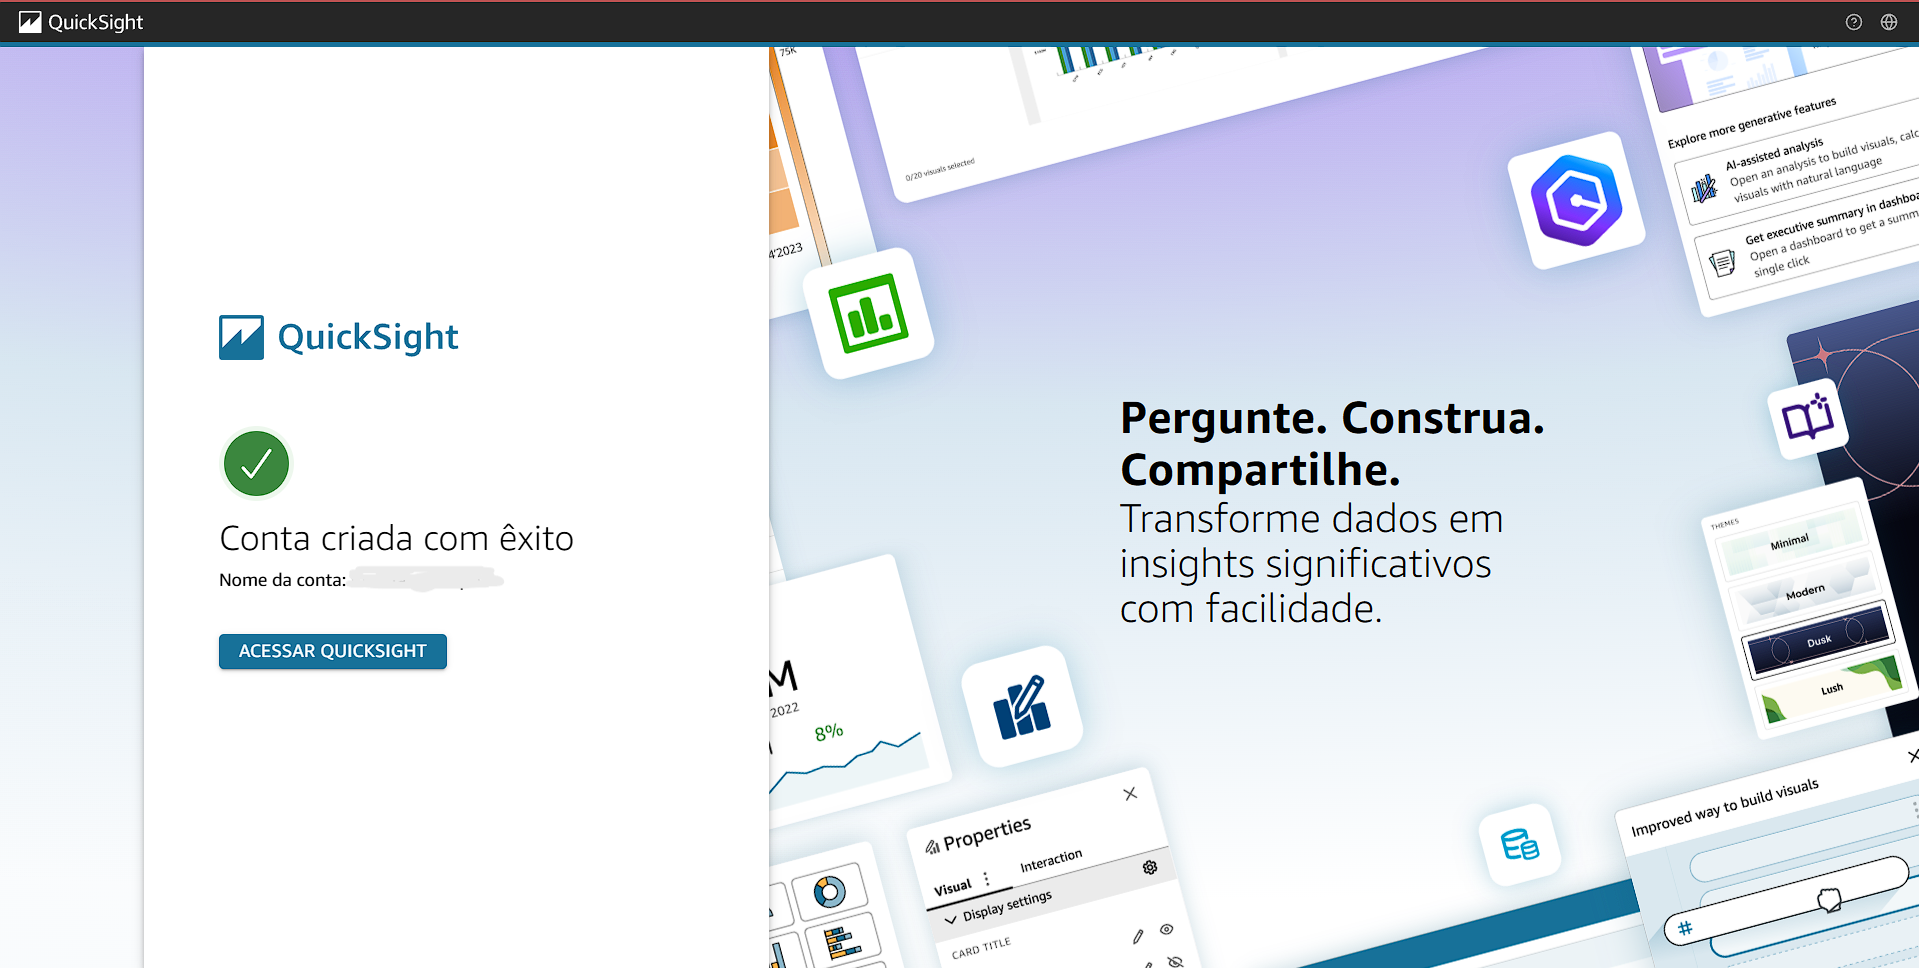 QuickSight
QuickSight
Conta criada com êxito
Nome da conta:
ACESSAR QUICKSIGHT
75K
4'2023
0/20 visuals selected
Explore more generative features
AI-assisted analysis
Open an analysis to build visuals, calc
visuals with natural language
Get executive summary in dashboa
Open a dashboard to get a summ
single click
Pergunte. Construa.
Compartilhe.
Transforme dados em
insights significativos
com facilidade.
THEMES
Minimal
Modern
Dusk
Lush
M
2022
8%
Properties
Visual
Interaction
Display settings
CARD TITLE
Improved way to build visuals
#